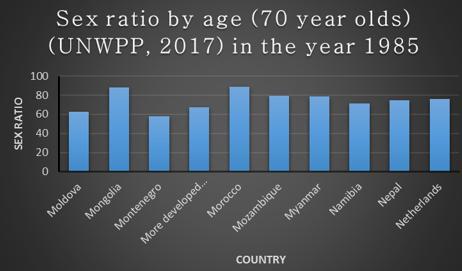 Sex ratio by age (70 year olds)
(UNWPP, 2017) in the year 1985
100
80
60
40
20
0
SEX RATIO
Moldova
Mongolia
Montenegro
More developed...
Morocco
Mozambique
Myanmar
Namibia
Nepal
Netherlands
COUNTRY